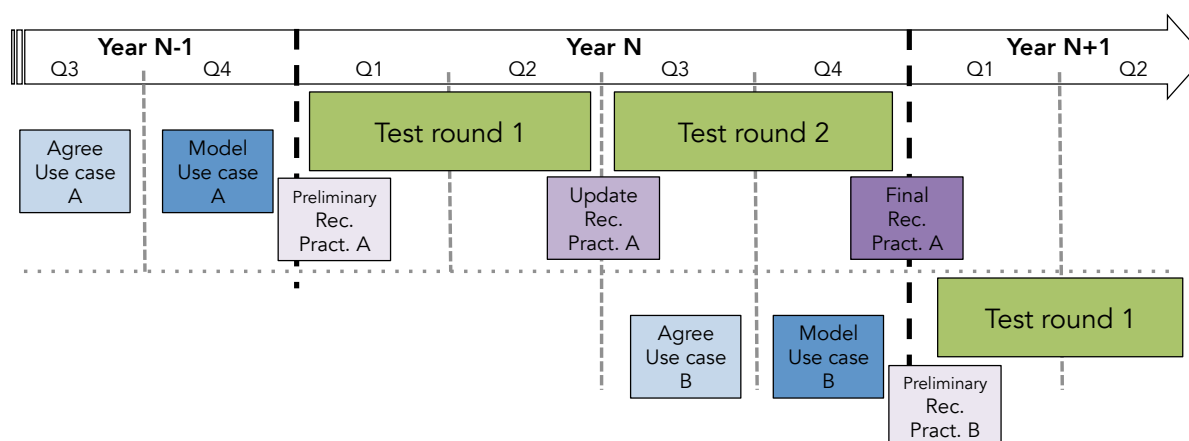 Year N-1
Year N
Year N+1
Q3
Q4
Q1
Q2
Q3
Q4
Q1
Q2
Test round 1
Test round 2
Agree
Use case
A
Model
Use case
A
Preliminary
Rec.
Pract. A
Update
Rec.
Pract. A
Final
Rec.
Pract. A
Test round 1
Agree
Use case
B
Model
Use case
B
Preliminary
Rec.
Pract. B